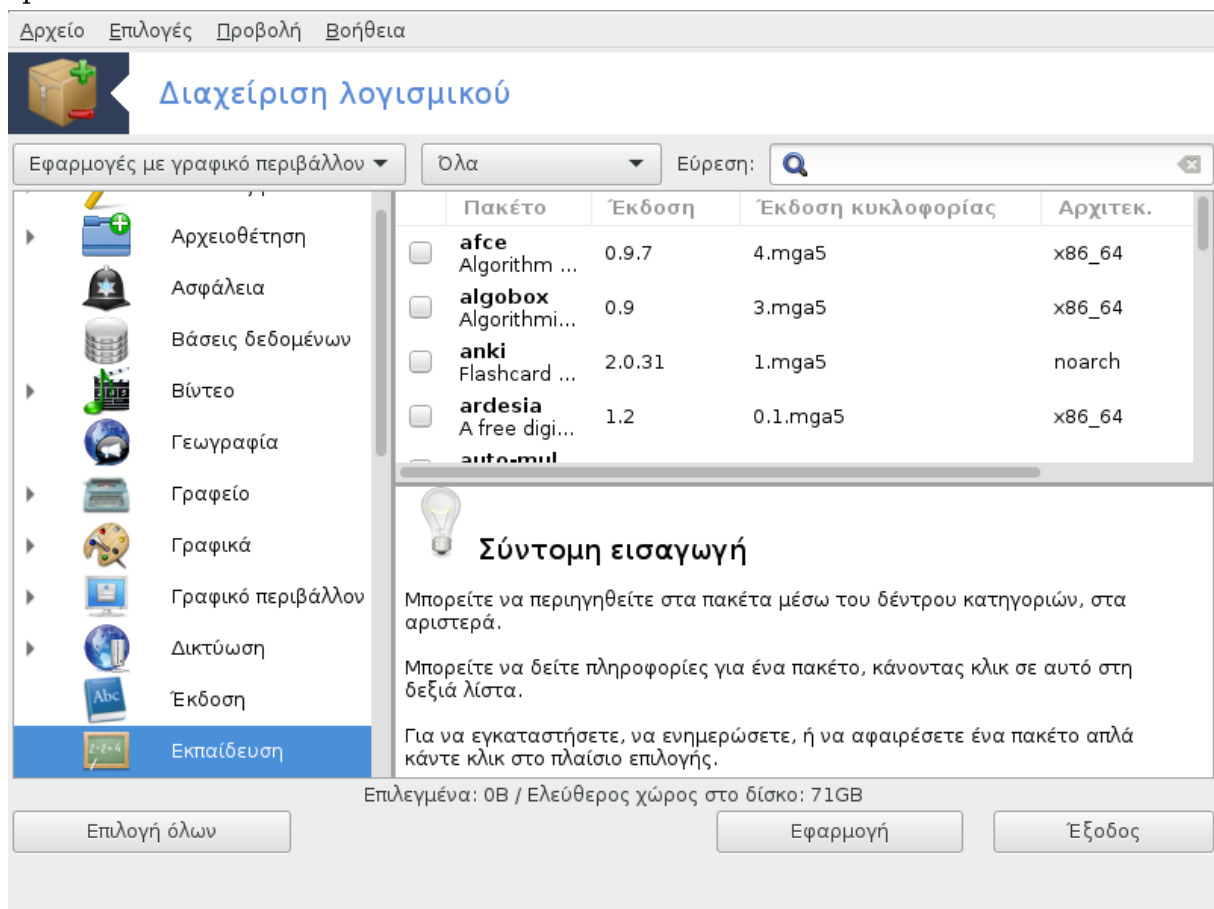 Αρχείο Επιλογές Προβολή Βοήθεια
Διαχείριση λογισμικού
Εφαρμογές με γραφικό περιβάλλον Όλα Εύρεση:
Αρχειοθέτηση
Ασφάλεια
Βάσεις δεδομένων
Βίντεο
Γεωγραφία
Γραφείο
Γραφικά
Γραφικό περιβάλλον
Δικτύωση
Abc Έκδοση
2+2=4 Εκπαίδευση
Πακέτο Έκδοση Έκδοση κυκλοφορίας Αρχιτεκ.
afce 0.9.7 4.mga5 x86_64
Algorithm ...
algobox 0.9 3.mga5 x86_64
Algorithmi...
anki 2.0.31 1.mga5 noarch
Flashcard ...
ardesia 1.2 0.1.mga5 x86_64
A free digi...
auto-mul
Σύντομη εισαγωγή
Μπορείτε να περιηγηθείτε στα πακέτα μέσω του δέντρου κατηγοριών, στα
αριστερά.
Μπορείτε να δείτε πληροφορίες για ένα πακέτο, κάνοντας κλικ σε αυτό στη
δεξιά λίστα.
Για να εγκαταστήσετε, να ενημερώσετε, ή να αφαιρέσετε ένα πακέτο απλά
κάντε κλικ στο πλαίσιο επιλογής.
Επιλεγμένα: 0B / Ελεύθερος χώρος στο δίσκο: 71GB
Επιλογή όλων Εφαρμογή Έξοδος